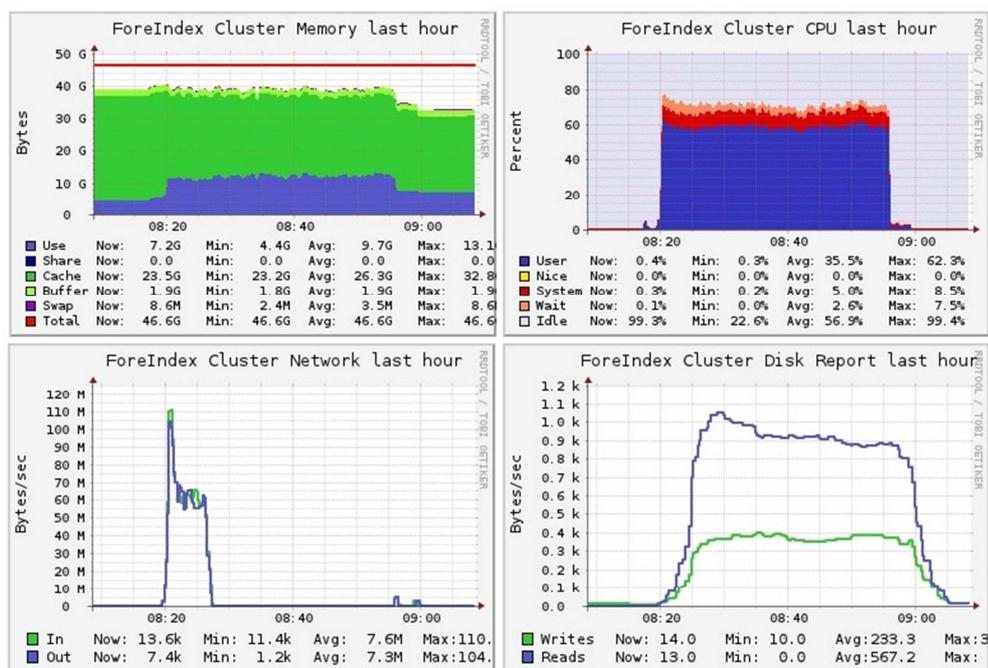 ForeIndex Cluster Memory last hour
RRDTOOL / TOBI OETIKER
Bytes
50 G
40 G
30 G
20 G
10 G
0
08:20 08:40 09:00
Use Now: 7.2G Min: 4.4G Avg: 9.7G Max: 13.1
Share Now: 0.0 Min: 0.0 Avg: 0.0 Max: 0.0
Cache Now: 23.5G Min: 23.2G Avg: 26.3G Max: 32.8
Buffer Now: 1.9G Min: 1.8G Avg: 1.9G Max: 1.9
Swap Now: 8.6M Min: 2.4M Avg: 3.5M Max: 8.6
Total Now: 46.6G Min: 46.6G Avg: 46.6G Max: 46.6
ForeIndex Cluster CPU last hour
RRDTOOL / TOBI OETIKER
Percent
100
80
60
40
20
0
08:20 08:40 09:00
User Now: 0.4% Min: 0.3% Avg: 35.5% Max: 62.3%
Nice Now: 0.0% Min: 0.0% Avg: 0.0% Max: 0.0%
System Now: 0.3% Min: 0.2% Avg: 5.0% Max: 8.5%
Wait Now: 0.1% Min: 0.0% Avg: 2.6% Max: 7.5%
Idle Now: 99.3% Min: 22.6% Avg: 56.9% Max: 99.4%
ForeIndex Cluster Network last hour
RRDTOOL / TOBI OETIKER
Bytes/sec
120 M
110 M
100 M
90 M
80 M
70 M
60 M
50 M
40 M
30 M
20 M
10 M
0
08:20 08:40 09:00
In Now: 13.6k Min: 11.4k Avg: 7.6M Max:110.
Out Now: 7.4k Min: 1.2k Avg: 7.3M Max:104.
ForeIndex Cluster Disk Report last hour
RRDTOOL / TOBI OETIKER
Bytes/sec
1.2 k
1.1 k
1.0 k
0.9 k
0.8 k
0.7 k
0.6 k
0.5 k
0.4 k
0.3 k
0.2 k
0.1 k
0.0
08:20 08:40 09:00
Writes Now: 14.0 Min: 10.0 Avg:233.3 Max:3
Reads Now: 13.0 Min: 0.0 Avg:567.2 Max: